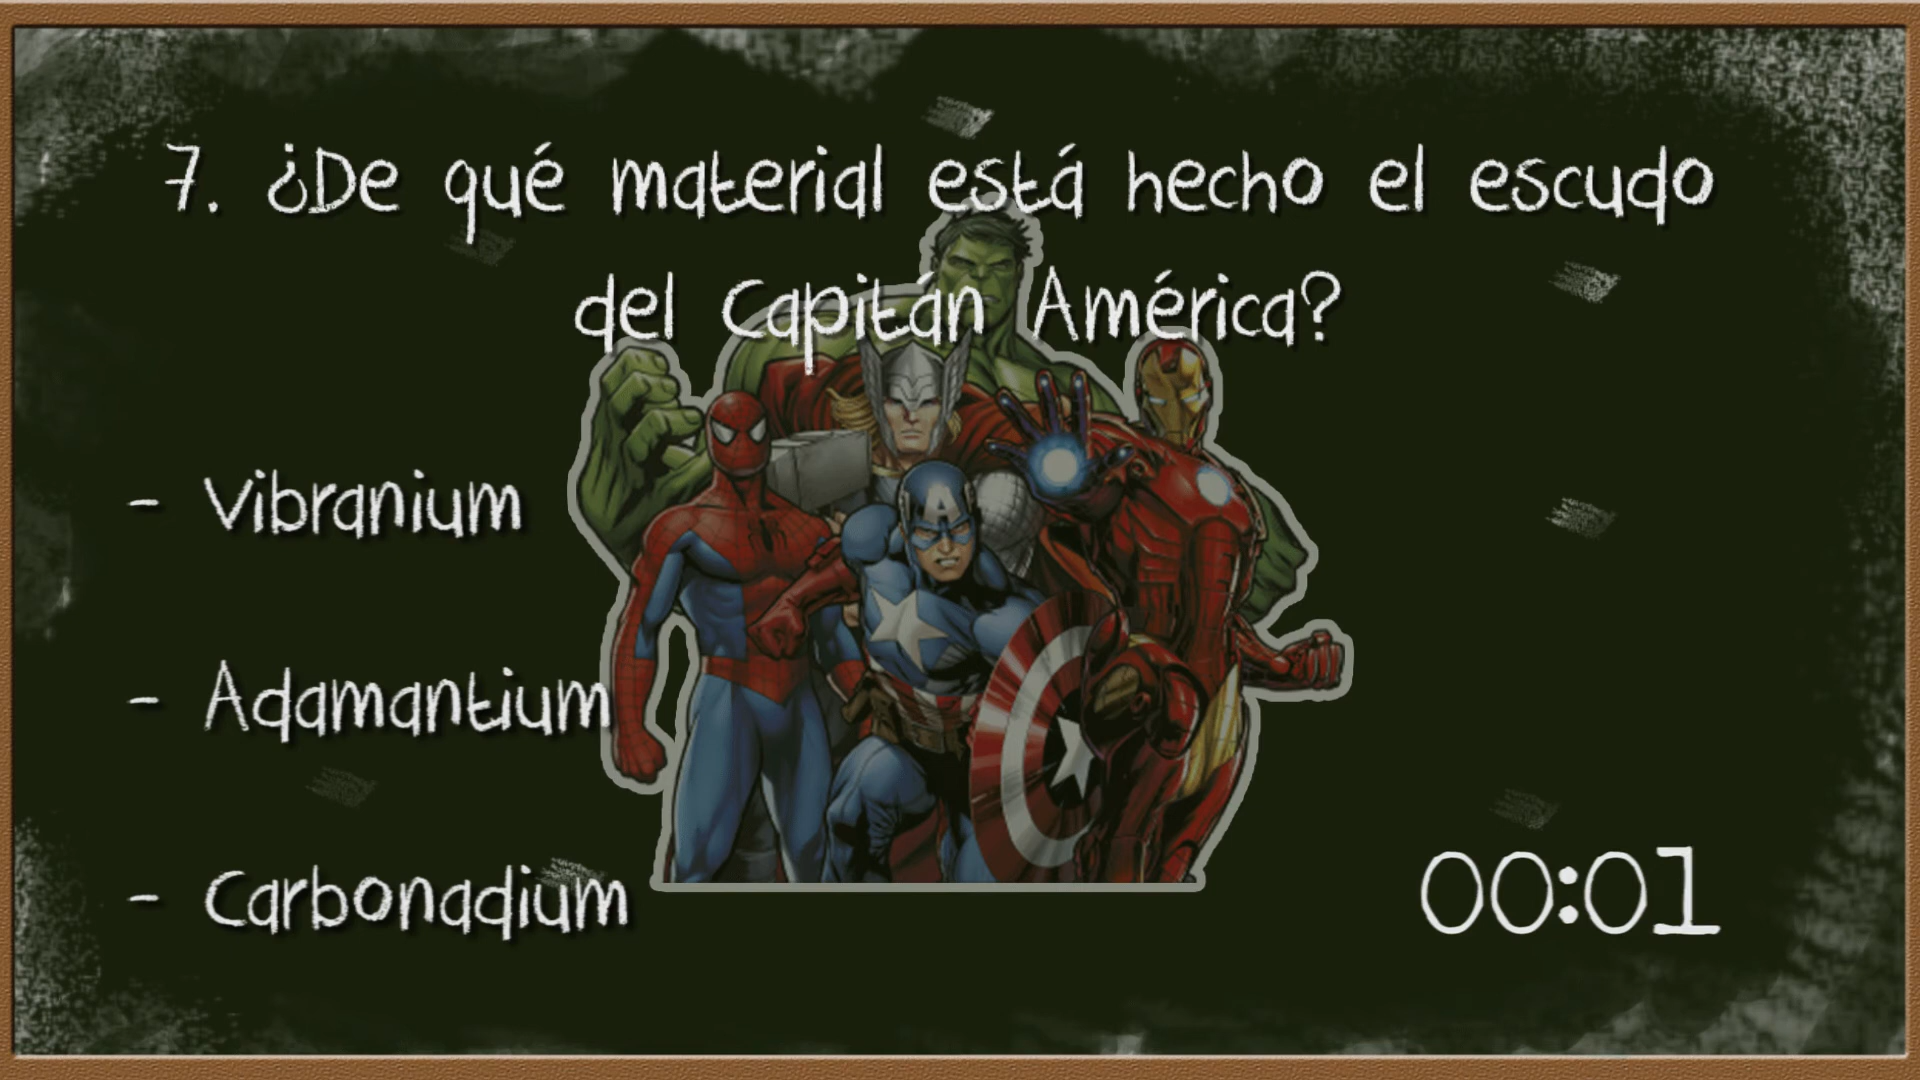 7. ¿De qué material está hecho el escudo
del Capitán América?
- Vibranium
- Adamantium
- Carbonadium
00:01